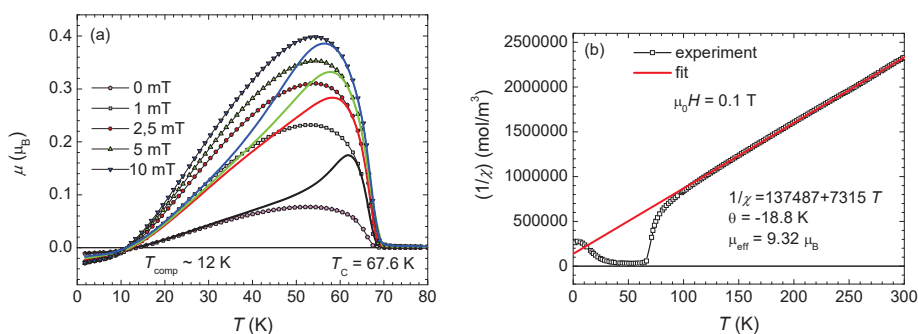 (a)
0 mT
1 mT
2,5 mT
5 mT
10 mT
0.4
0.3
0.2
0.1
0.0
μ (μB)
Tcomp ~ 12 K
TC = 67.6 K
0 10 20 30 40 50 60 70 80
T (K)
(b)
experiment
fit
μ0H = 0.1 T
2500000
2000000
1500000
1000000
500000
0
(1/χ) (mol/m³)
1/χ =137487+7315 T
θ = -18.8 K
μeff = 9.32 μB
0 50 100 150 200 250 300
T (K)